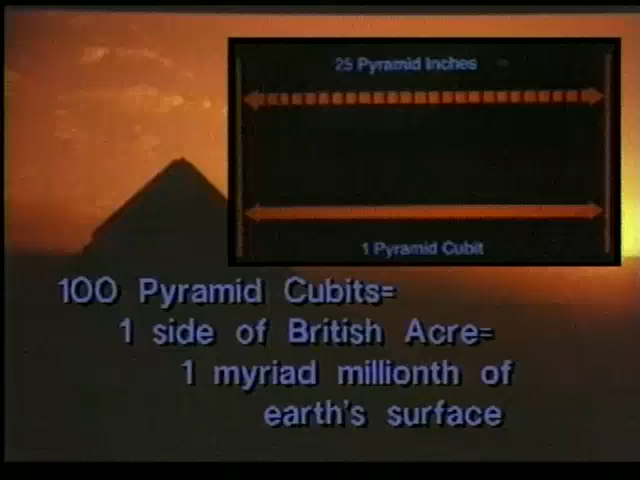 25 Pyramid Inches
1 Pyramid Cubit
100 Pyramid Cubits=
1 side of British Acre=
1 myriad millionth of
earth's surface